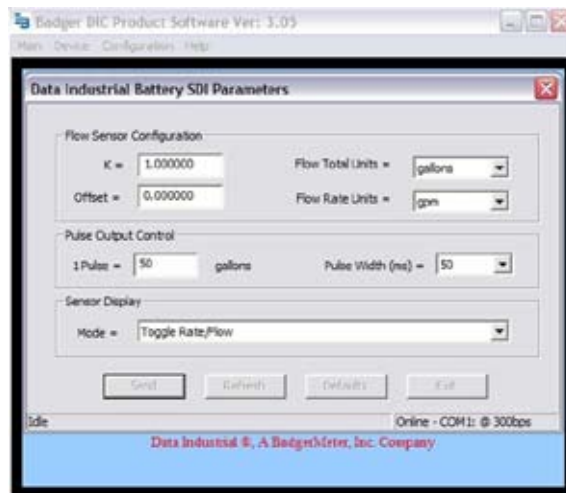 Badger DIC Product Software Ver: 3.05
Main Device Configuration Help
Data Industrial Battery SDI Parameters
Flow Sensor Configuration
K = 1.000000 Flow Total Units = gallons
Offset = 0.000000 Flow Rate Units = gpm
Pulse Output Control
1 Pulse = 50 gallons Pulse Width (ms) = 50
Sensor Display
Mode = Toggle Rate/Flow
Send Refresh Defaults Exit
Idle Online - COM1: @ 300bps
Data Industrial ®, A BadgerMeter, Inc. Company